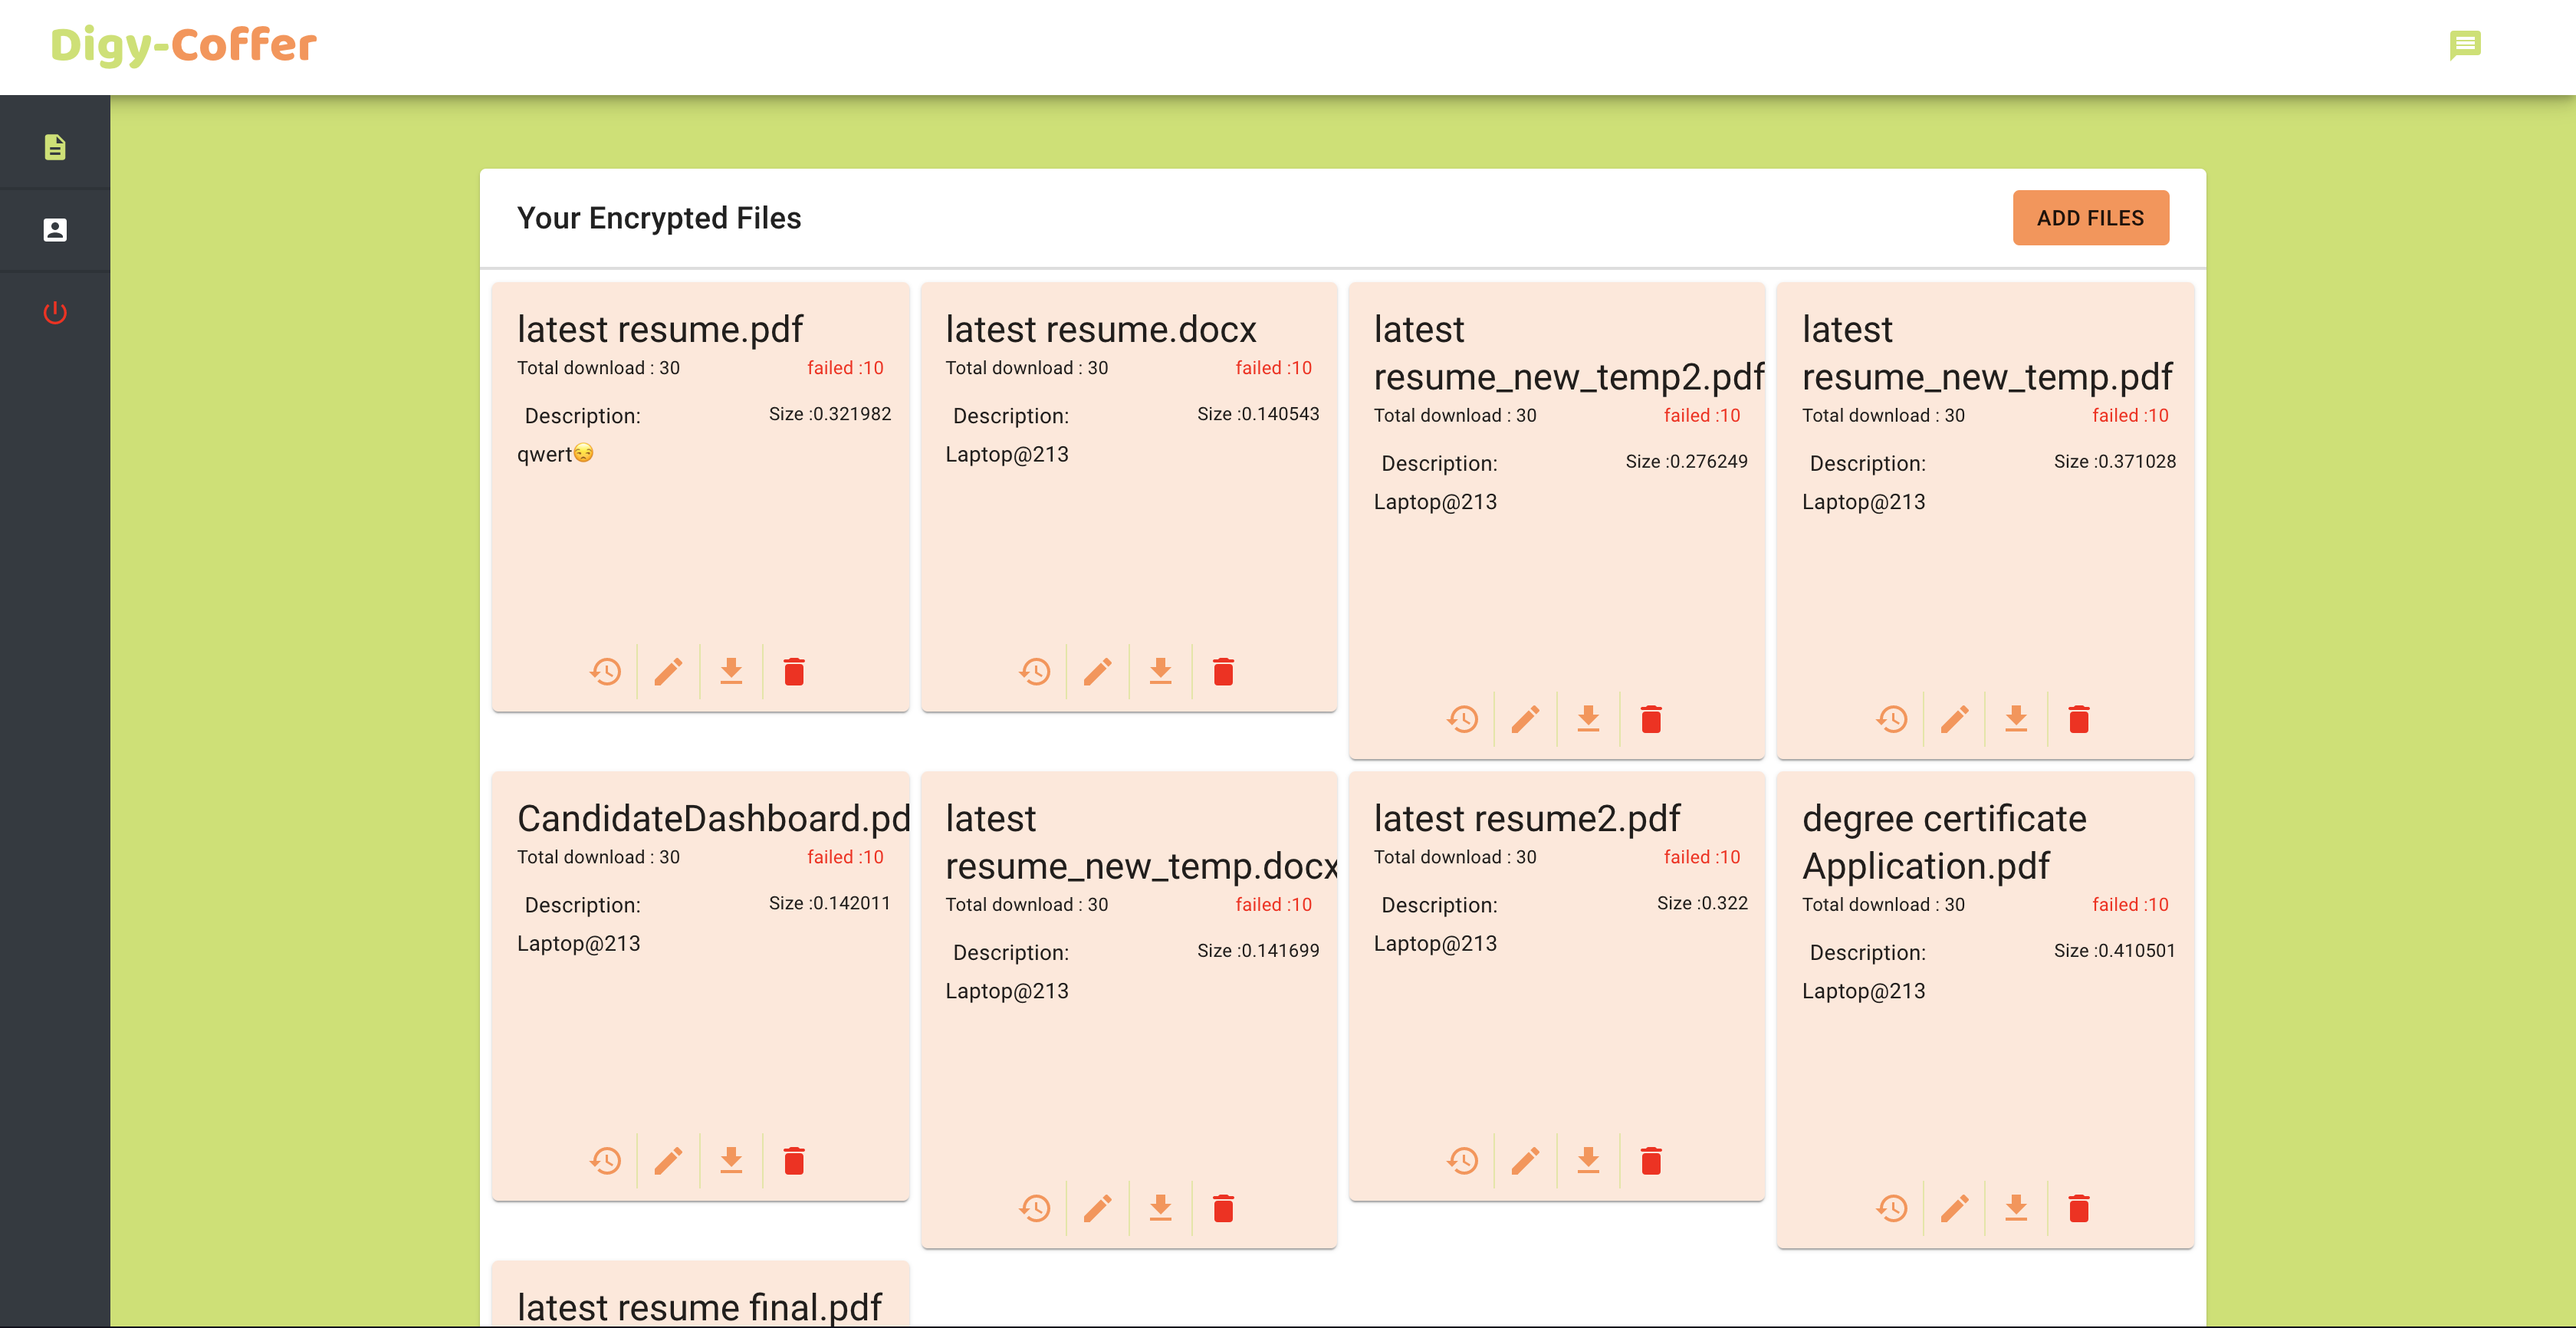 Digy-Coffer
Your Encrypted Files
ADD FILES
latest resume.pdf
Total download : 30 failed :10
Description: Size :0.321982
qwert😒
latest resume.docx
Total download : 30 failed :10
Description: Size :0.140543
Laptop@213
latest
resume_new_temp2.pdf
Total download : 30 failed :10
Description: Size :0.276249
Laptop@213
latest
resume_new_temp.pdf
Total download : 30 failed :10
Description: Size :0.371028
Laptop@213
CandidateDashboard.pd
Total download : 30 failed :10
Description: Size :0.142011
Laptop@213
latest
resume_new_temp.docx
Total download : 30 failed :10
Description: Size :0.141699
Laptop@213
latest resume2.pdf
Total download : 30 failed :10
Description: Size :0.322
Laptop@213
degree certificate
Application.pdf
Total download : 30 failed :10
Description: Size :0.410501
Laptop@213
latest resume final.pdf